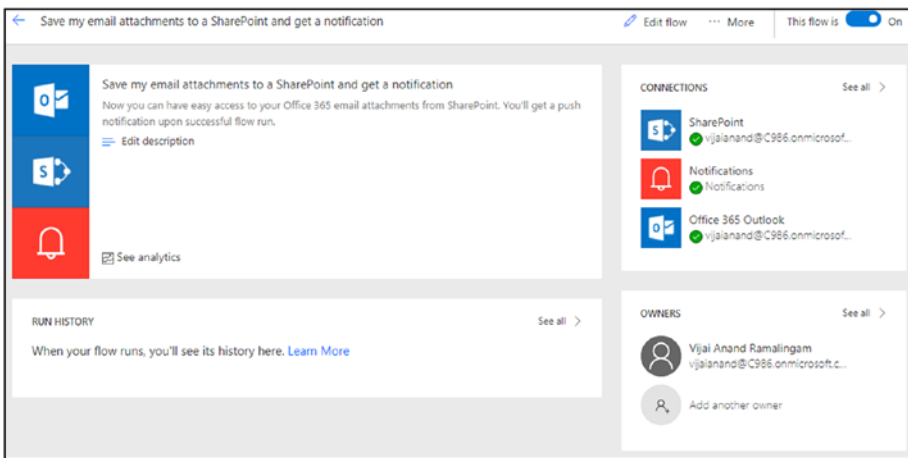 Save my email attachments to a SharePoint and get a notification
Edit flow
More
This flow is
On
Save my email attachments to a SharePoint and get a notification
Now you can have easy access to your Office 365 email attachments from SharePoint. You'll get a push
notification upon successful flow run.
Edit description
See analytics
RUN HISTORY
See all
When your flow runs, you'll see its history here. Learn More
CONNECTIONS
See all
SharePoint
vijaianand@C986.onmicrosof...
Notifications
Notifications
Office 365 Outlook
vijaianand@C986.onmicrosof...
OWNERS
See all
Vijai Anand Ramalingam
vijaianand@C986.onmicrosoft.c...
Add another owner